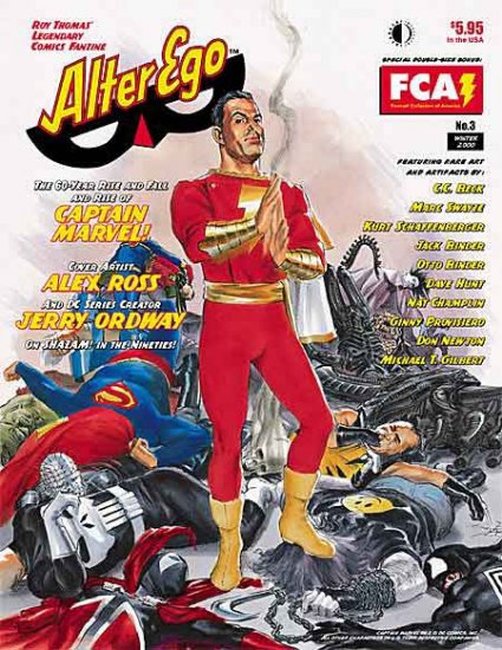 Roy Thomas'
Legendary
Comics Fanzine
Alter Ego™
$5.95
In the USA
SPECIAL DOUBLE-SIZE BONUS:
FCA
Fawcett Collectors of America
No.3
WINTER
2000
FEATURING RARE ART
AND ARTIFACTS BY:
C.C. Beck
Marc Swayze
Kurt Schaffenberger
Jack Binder
Otto Binder
Dave Hunt
Nat Champlin
Ginny Provisiero
Don Newton
Michael T. Gilbert
The 60-Year Rise and Fall
and Rise of
CAPTAIN
MARVEL!
Cover Artist
ALEX ROSS
And DC Series Creator
JERRY ORDWAY
On SHAZAM! in the Nineties!
S
CAPTAIN MARVEL